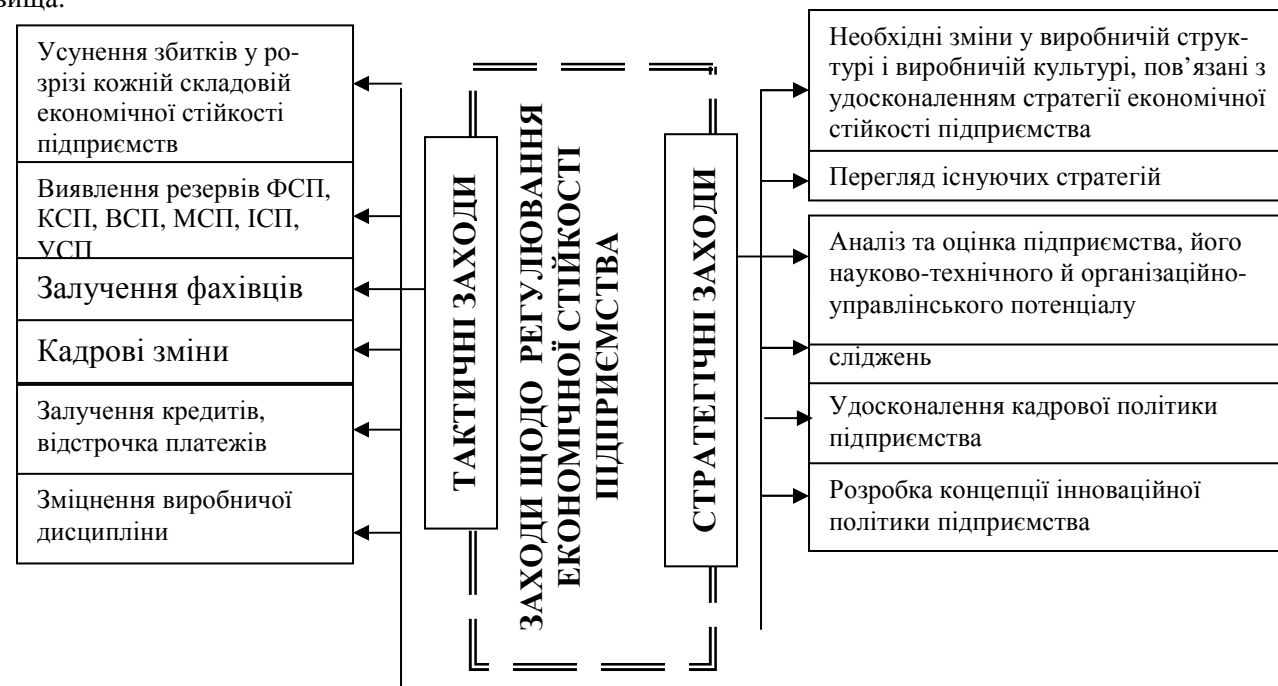 вища.
Усунення збитків у ро-
зрізі кожній складовій
економічної стійкості
підприємств
Виявлення резервів ФСП,
КСП, ВСП, МСП, ІСП,
УСП
Залучення фахівців
Кадрові зміни
Залучення кредитів,
відстрочка платежів
Зміцнення виробничої
дисципліни
ТАКТИЧНІ ЗАХОДИ
ЗАХОДИ ЩОДО РЕГУЛЮВАННЯ
ЕКОНОМІЧНОЇ СТІЙКОСТІ
ПІДПРИЄМСТВА
СТРАТЕГІЧНІ ЗАХОДИ
Необхідні зміни у виробничій струк-
турі і виробничій культурі, пов’язані з
удосконаленням стратегії економічної
стійкості підприємства
Перегляд існуючих стратегій
Аналіз та оцінка підприємства, його
науково-технічного й організаційно-
управлінського потенціалу
сліджень
Удосконалення кадрової політики
підприємства
Розробка концепції інноваційної
політики підприємства